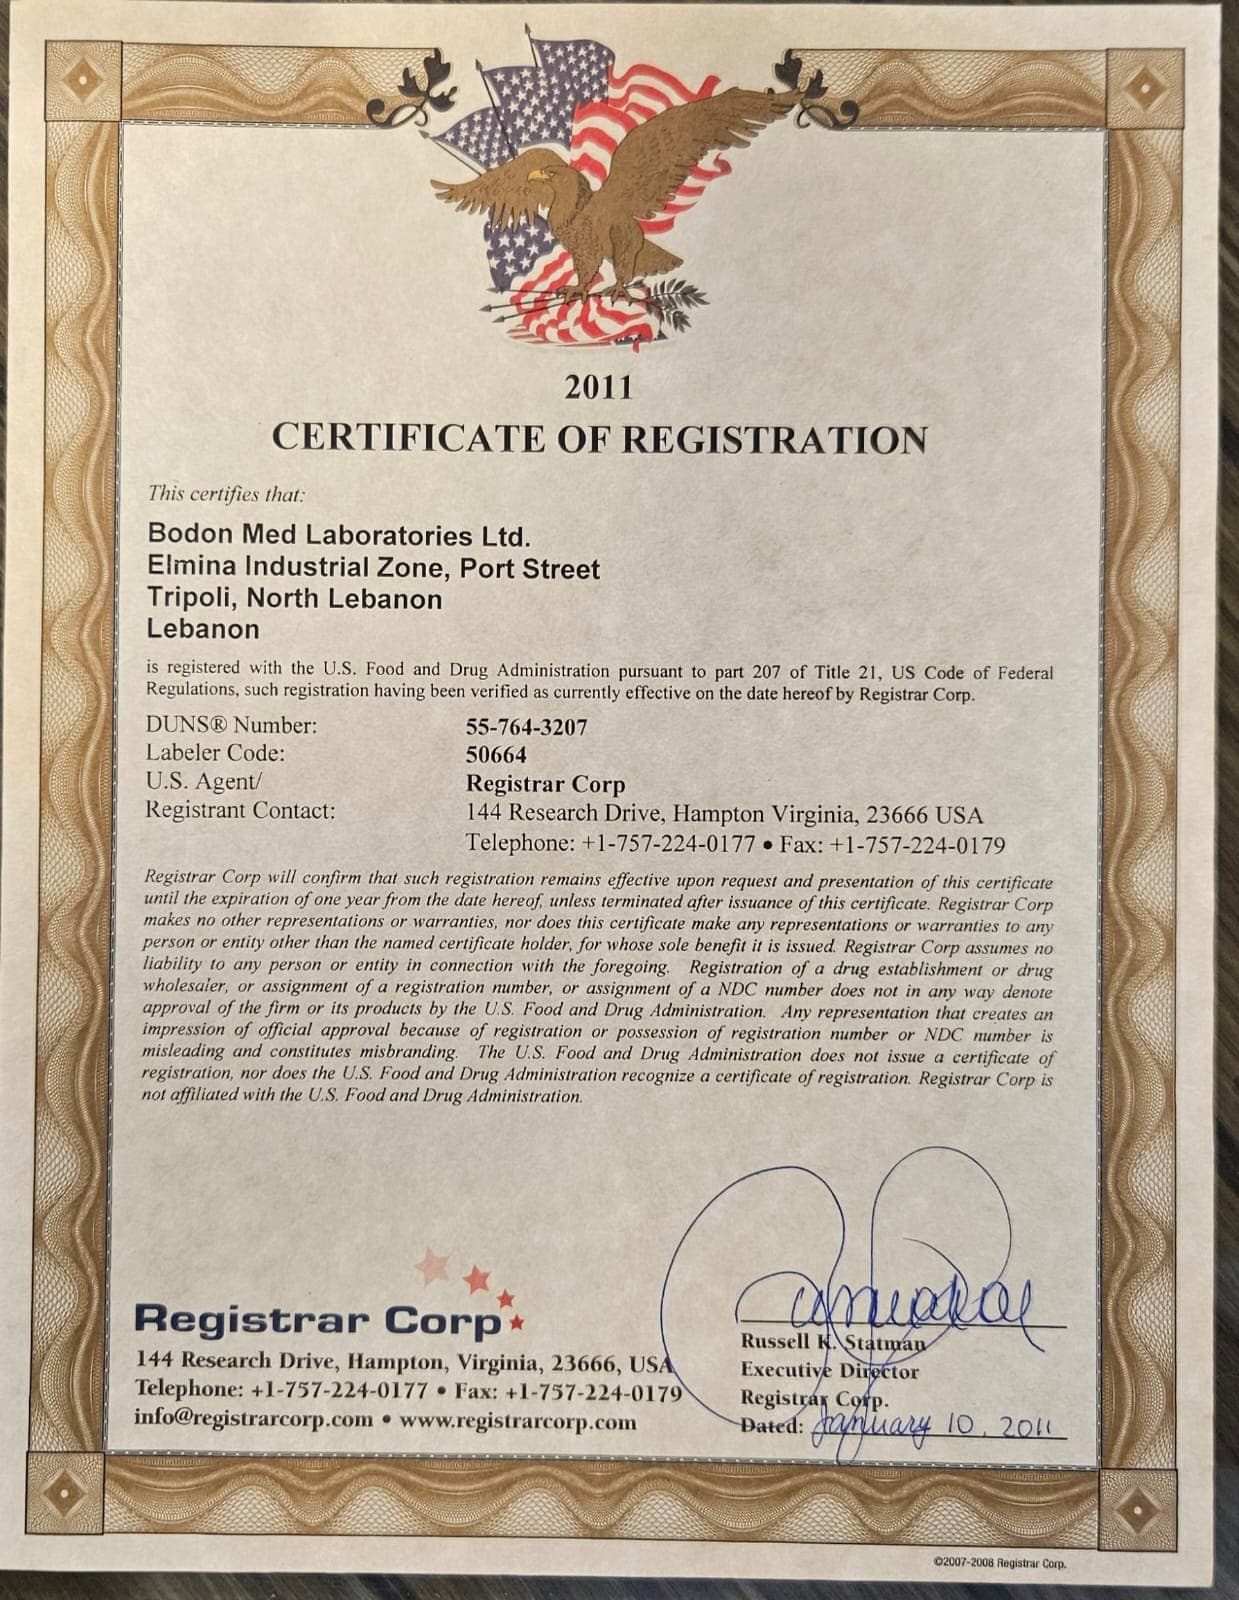 2011
CERTIFICATE OF REGISTRATION
This certifies that:
Bodon Med Laboratories Ltd.
Elmina Industrial Zone, Port Street
Tripoli, North Lebanon
Lebanon
is registered with the U.S. Food and Drug Administration pursuant to part 207 of Title 21, US Code of Federal
Regulations, such registration having been verified as currently effective on the date hereof by Registrar Corp.
DUNS® Number: 55-764-3207
Labeler Code: 50664
U.S. Agent/ Registrar Corp
Registrant Contact: 144 Research Drive, Hampton Virginia, 23666 USA
Telephone: +1-757-224-0177 • Fax: +1-757-224-0179
Registrar Corp will confirm that such registration remains effective upon request and presentation of this certificate
until the expiration of one year from the date hereof, unless terminated after issuance of this certificate. Registrar Corp
makes no other representations or warranties, nor does this certificate make any representations or warranties to any
person or entity other than the named certificate holder, for whose sole benefit it is issued. Registrar Corp assumes no
liability to any person or entity in connection with the foregoing. Registration of a drug establishment or drug
wholesaler, or assignment of a registration number, or assignment of a NDC number does not in any way denote
approval of the firm or its products by the U.S. Food and Drug Administration. Any representation that creates an
impression of official approval because of registration or possession of registration number or NDC number is
misleading and constitutes misbranding. The U.S. Food and Drug Administration does not issue a certificate of
registration, nor does the U.S. Food and Drug Administration recognize a certificate of registration. Registrar Corp is
not affiliated with the U.S. Food and Drug Administration.
Registrar Corp
144 Research Drive, Hampton, Virginia, 23666, USA
Telephone: +1-757-224-0177 • Fax: +1-757-224-0179
info@registrarcorp.com • www.registrarcorp.com
Russell K. Statman
Executive Director
Registrar Corp.
Dated: January 10, 2011
©2007-2008 Registrar Corp.